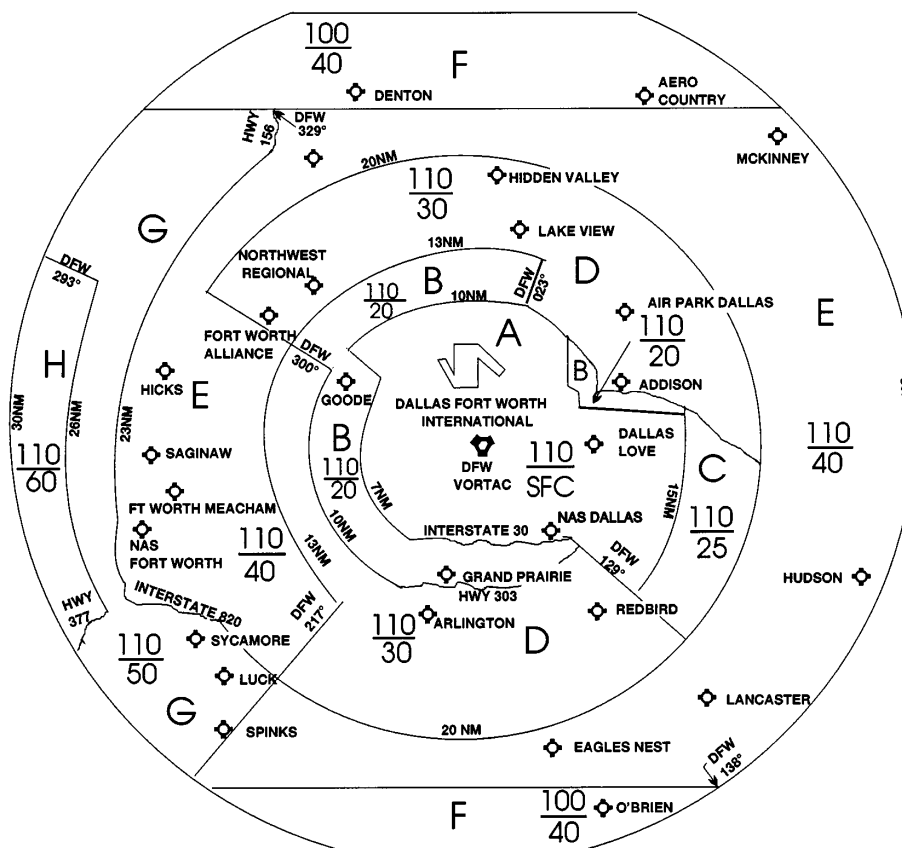 100
40
F
DENTON
AERO
COUNTRY
HWY
156
DFW
329°
MCKINNEY
20NM
110
30
HIDDEN VALLEY
G
LAKE VIEW
13NM
NORTHWEST
REGIONAL
B
D
DFW
023°
DFW
293°
110
20
10NM
A
AIR PARK DALLAS
E
FORT WORTH
ALLIANCE
110
20
DFW
300°
H
HICKS
E
GOODE
B
ADDISON
DALLAS FORT WORTH
INTERNATIONAL
30NM
26NM
23NM
B
DALLAS
LOVE
110
40
110
60
SAGINAW
110
20
DFW
VORTAC
110
SFC
C
FT WORTH MEACHAM
7NM
15NM
110
25
NAS
FORT WORTH
110
40
10NM
13NM
INTERSTATE 30
NAS DALLAS
DFW
129°
GRAND PRAIRIE
HUDSON
HWY 303
HWY
377
INTERSTATE 820
DFW
217°
REDBIRD
ARLINGTON
110
30
D
110
50
SYCAMORE
LUCK
G
LANCASTER
SPINKS
20 NM
EAGLES NEST
DFW
138°
F
100
40
O'BRIEN